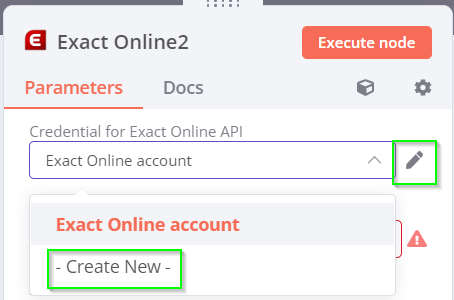 Exact Online2
Execute node
Parameters
Docs
Credential for Exact Online API
Exact Online account
Exact Online account
- Create New -